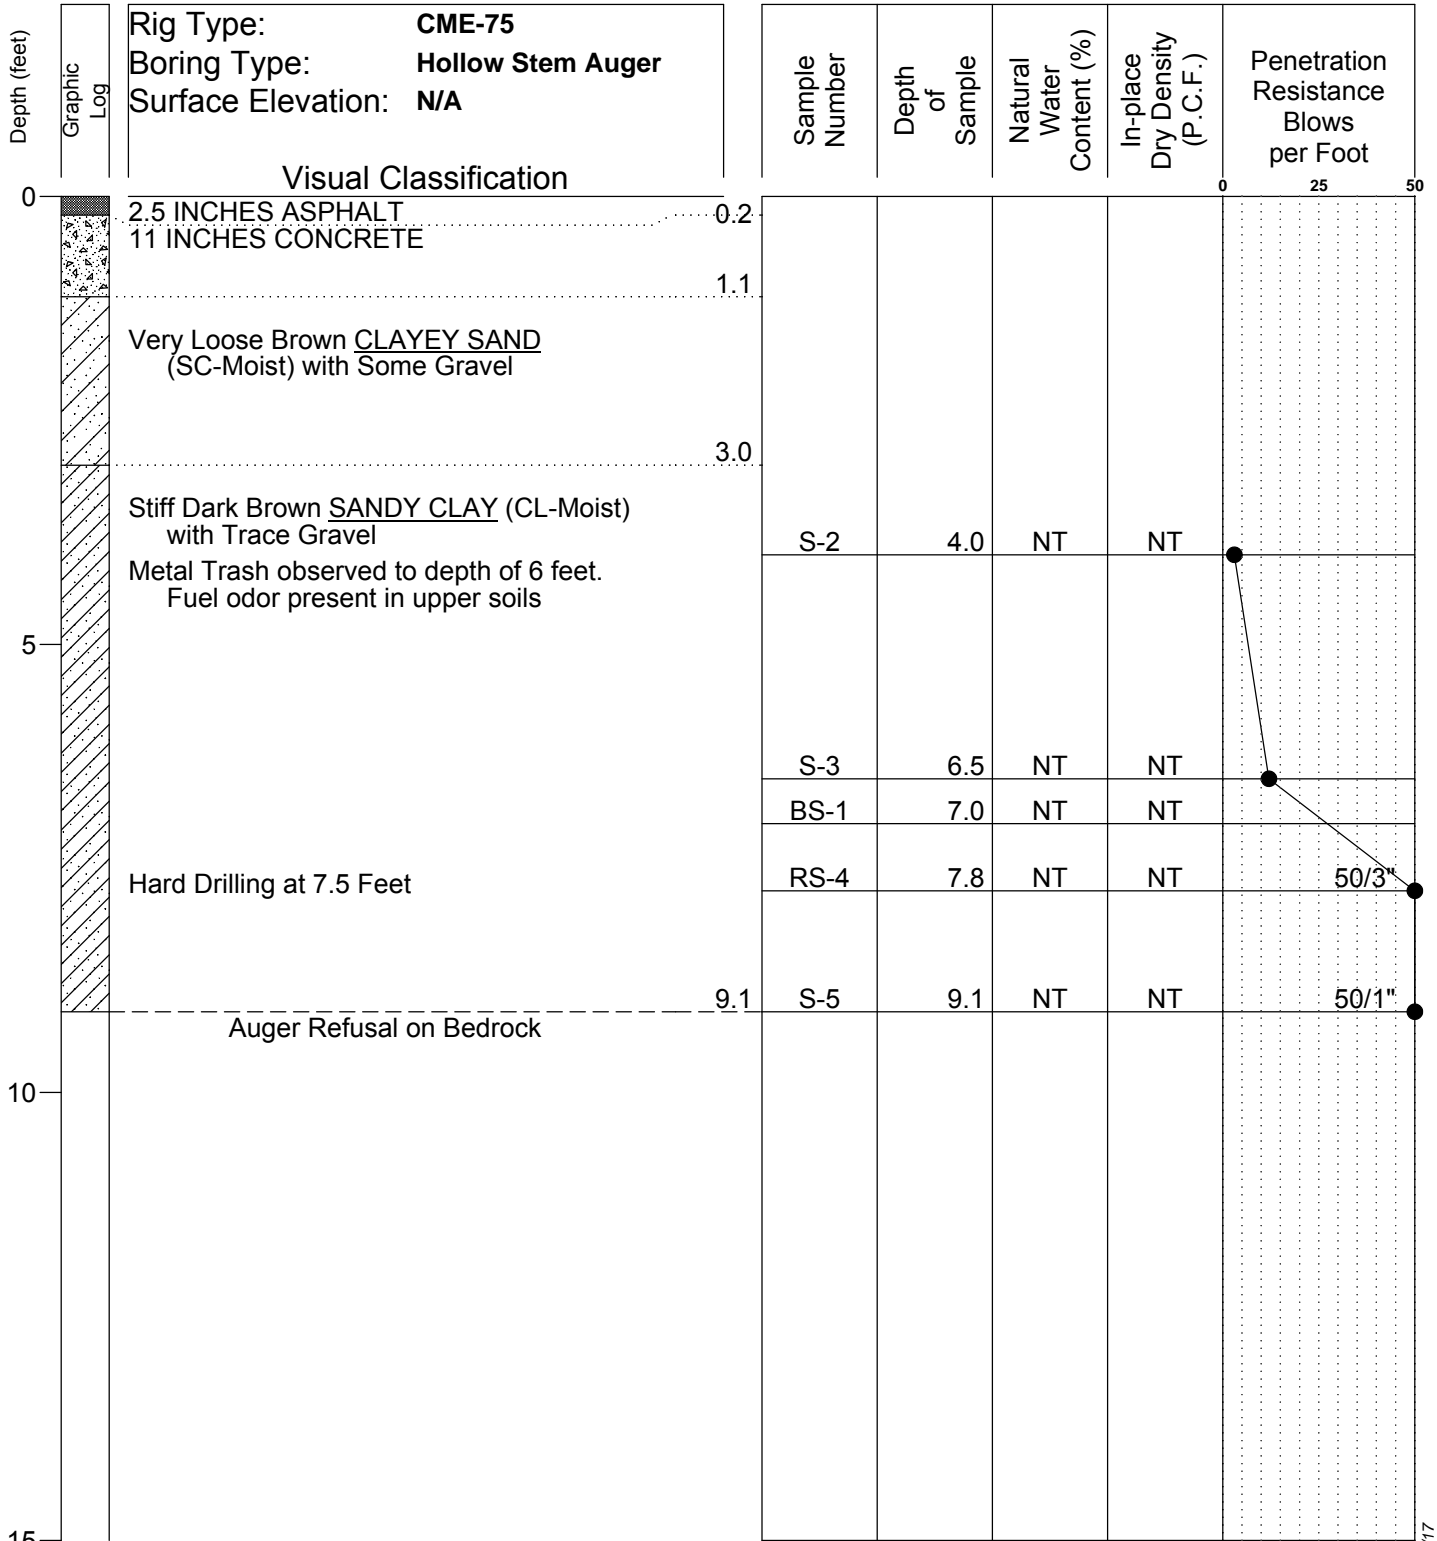 Depth (feet)
Graphic
Log
Rig Type: CME-75
Boring Type: Hollow Stem Auger
Surface Elevation: N/A
Visual Classification
Sample
Number
Depth
of
Sample
Natural
Water
Content (%)
In-place
Dry Density
(P.C.F.)
Penetration
Resistance
Blows
per Foot
0 25 50
0
2.5 INCHES ASPHALT 0.2
11 INCHES CONCRETE
1.1
Very Loose Brown CLAYEY SAND
(SC-Moist) with Some Gravel
3.0
Stiff Dark Brown SANDY CLAY (CL-Moist)
with Trace Gravel
S-2 4.0 NT NT
Metal Trash observed to depth of 6 feet.
Fuel odor present in upper soils
5
S-3 6.5 NT NT
BS-1 7.0 NT NT
Hard Drilling at 7.5 Feet RS-4 7.8 NT NT 50/3"
9.1 S-5 9.1 NT NT 50/1"
Auger Refusal on Bedrock
10
15